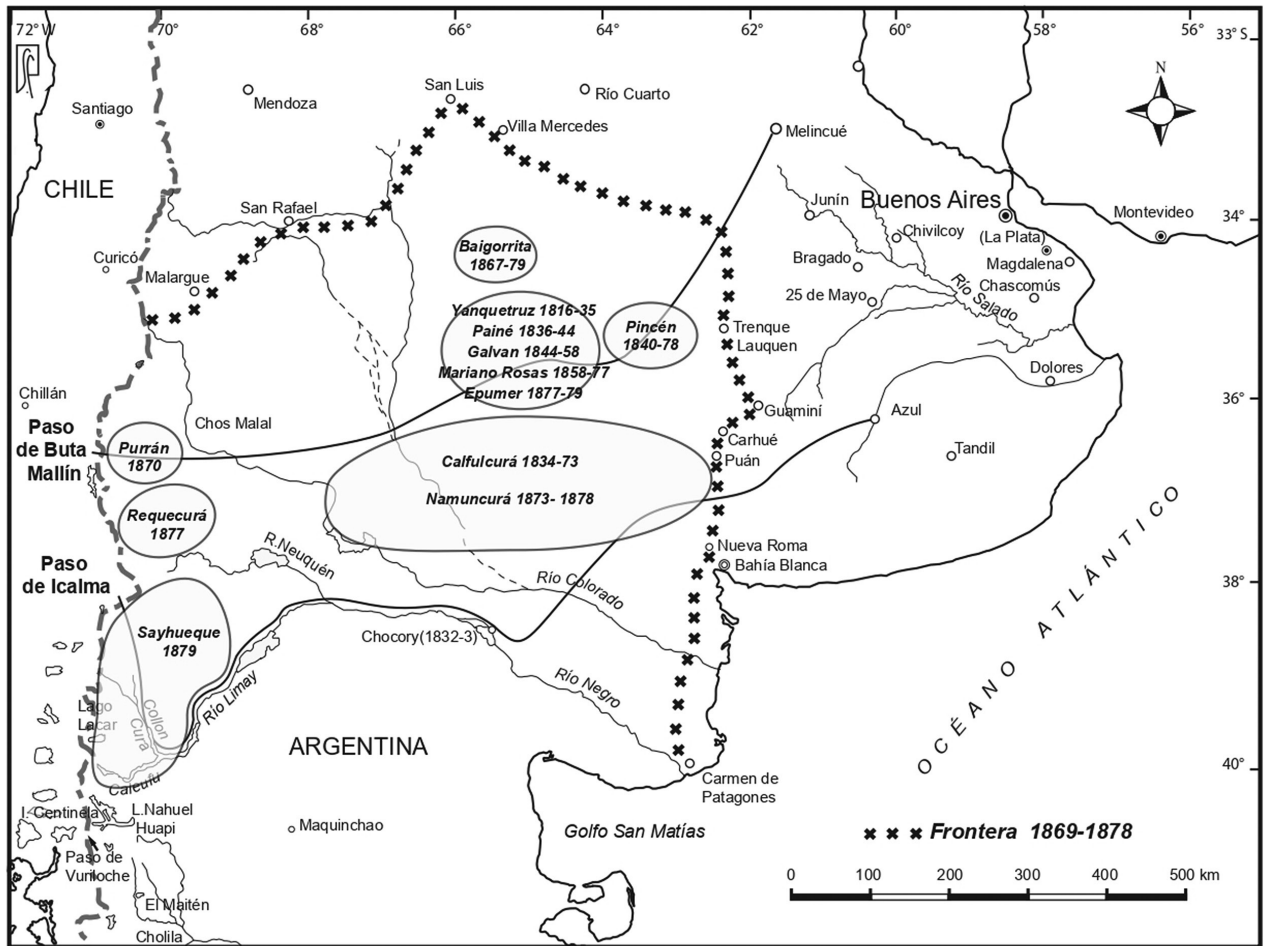 72° W 70° 68° 66° 64° 62° 60° 58° 56° 33° S
San Luis
Río Cuarto
Mendoza
N
Santiago
Villa Mercedes
Melincué
CHILE
San Rafael
Junín
Buenos Aires
34°
Montevideo
Chivilcoy
(La Plata)
Baigorrita
1867-79
Curicó
Bragado
Magdalena
Malargue
25 de Mayo
Río Salado
Chascomús
Yanquetruz 1816-35
Painé 1836-44
Galvan 1844-58
Mariano Rosas 1858-77
Epumer 1877-79
Pincén
1840-78
Trenque
Lauquen
Dolores
Chillán
36°
Guaminí
Azul
Chos Malal
Paso
de Buta
Mallín
Purrán
1870
Carhué
Puán
Tandil
Calfulcurá 1834-73
Namuncurá 1873- 1878
Requecurá
1877
R.Neuquén
Nueva Roma
Bahía Blanca
Paso
de Icalma
Río Colorado
38°
OCÉANO ATLÁNTICO
Sayhueque
1879
Chocory(1832-3)
Río Negro
Río Limay
Lago
Lacar
Collon
Cura
ARGENTINA
Caleufú
40°
Carmen de
Patagones
I. Centinela
L.Nahuel
Huapi
Maquinchao
Golfo San Matías
Frontera 1869-1878
Paso de
Vuriloche
0 100 200 300 400 500 km
El Maitén
Cholila